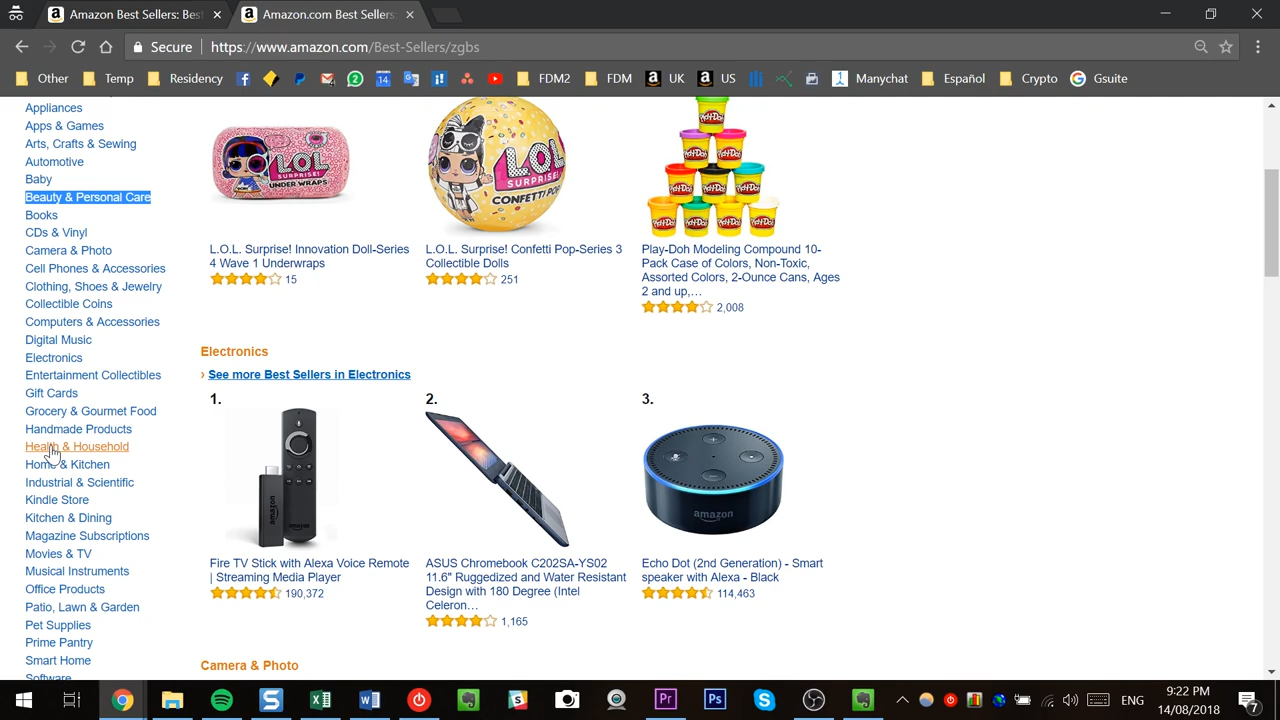 Amazon Best Sellers: Bes
Amazon.com Best Sellers:
Secure
https://www.amazon.com/Best-Sellers/zgbs
Other
Temp
Residency
FDM2
FDM
UK
US
Manychat
Español
Crypto
Gsuite
Appliances
Apps & Games
Arts, Crafts & Sewing
Automotive
Baby
Beauty & Personal Care
Books
CDs & Vinyl
Camera & Photo
Cell Phones & Accessories
Clothing, Shoes & Jewelry
Collectible Coins
Computers & Accessories
Digital Music
Electronics
Entertainment Collectibles
Gift Cards
Grocery & Gourmet Food
Handmade Products
Health & Household
Home & Kitchen
Industrial & Scientific
Kindle Store
Kitchen & Dining
Magazine Subscriptions
Movies & TV
Musical Instruments
Office Products
Patio, Lawn & Garden
Pet Supplies
Prime Pantry
Smart Home
Software
L.O.L.
SURPRISE!
UNDER WRAPS
L.O.L. Surprise! Innovation Doll-Series
4 Wave 1 Underwraps
15
L.O.L.
SURPRISE!
CONFETTI POP
L.O.L. Surprise! Confetti Pop-Series 3
Collectible Dolls
251
Play-Doh Modeling Compound 10-
Pack Case of Colors, Non-Toxic,
Assorted Colors, 2-Ounce Cans, Ages
2 and up,…
2,008
Electronics
› See more Best Sellers in Electronics
1.
amazon
amazon
Fire TV Stick with Alexa Voice Remote
| Streaming Media Player
190,372
2.
ASUS Chromebook C202SA-YS02
11.6" Ruggedized and Water Resistant
Design with 180 Degree (Intel
Celeron…
1,165
3.
amazon
Echo Dot (2nd Generation) - Smart
speaker with Alexa - Black
114,463
Camera & Photo
ENG
9:22 PM
14/08/2018
7